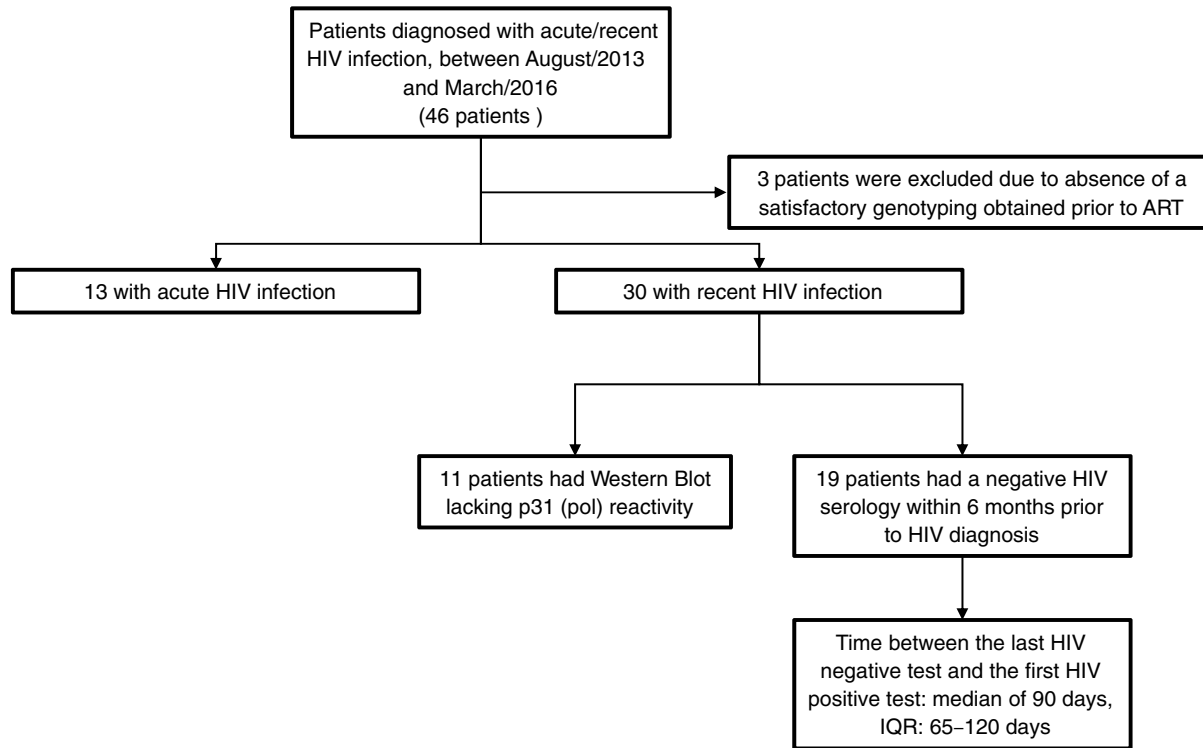 Patients diagnosed with acute/recent
HIV infection, between August/2013
and March/2016
(46 patients )
3 patients were excluded due to absence of a
satisfactory genotyping obtained prior to ART
13 with acute HIV infection
30 with recent HIV infection
11 patients had Western Blot
lacking p31 (pol) reactivity
19 patients had a negative HIV
serology within 6 months prior
to HIV diagnosis
Time between the last HIV
negative test and the first HIV
positive test: median of 90 days,
IQR: 65–120 days